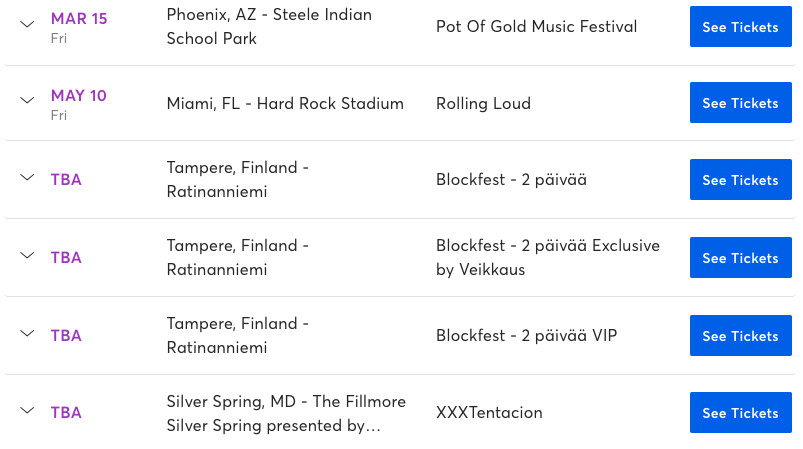 MAR 15
Fri
Phoenix, AZ - Steele Indian
School Park
Pot Of Gold Music Festival
See Tickets
MAY 10
Fri
Miami, FL - Hard Rock Stadium
Rolling Loud
See Tickets
TBA
Tampere, Finland -
Ratinanniemi
Blockfest - 2 päivää
See Tickets
TBA
Tampere, Finland -
Ratinanniemi
Blockfest - 2 päivää Exclusive
by Veikkaus
See Tickets
TBA
Tampere, Finland -
Ratinanniemi
Blockfest - 2 päivää VIP
See Tickets
TBA
Silver Spring, MD - The Fillmore
Silver Spring presented by…
XXXTentacion
See Tickets